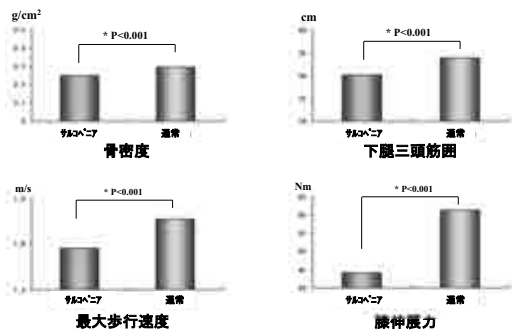 g/cm²
* P<0.001
サルコペニア 通常
骨密度
cm
* P<0.001
サルコペニア 通常
下腿三頭筋囲
m/s
* P<0.001
サルコペニア 通常
最大歩行速度
Nm
* P<0.001
サルコペニア 通常
膝伸展力